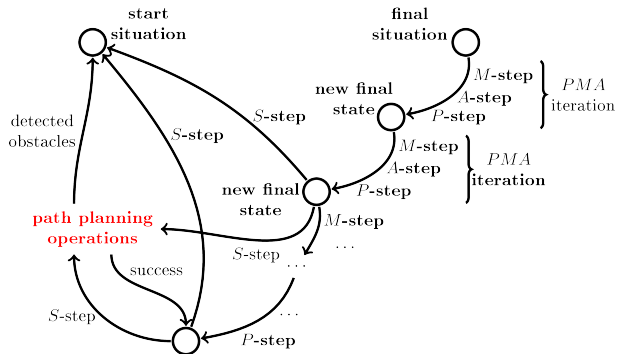 start
situation
final
situation
M-step
A-step
P-step
PMA
iteration
new final
state
M-step
A-step
P-step
PMA
iteration
detected
obstacles
S-step
S-step
new final
state
M-step
...
path planning
operations
S-step
...
success
S-step
...
P-step